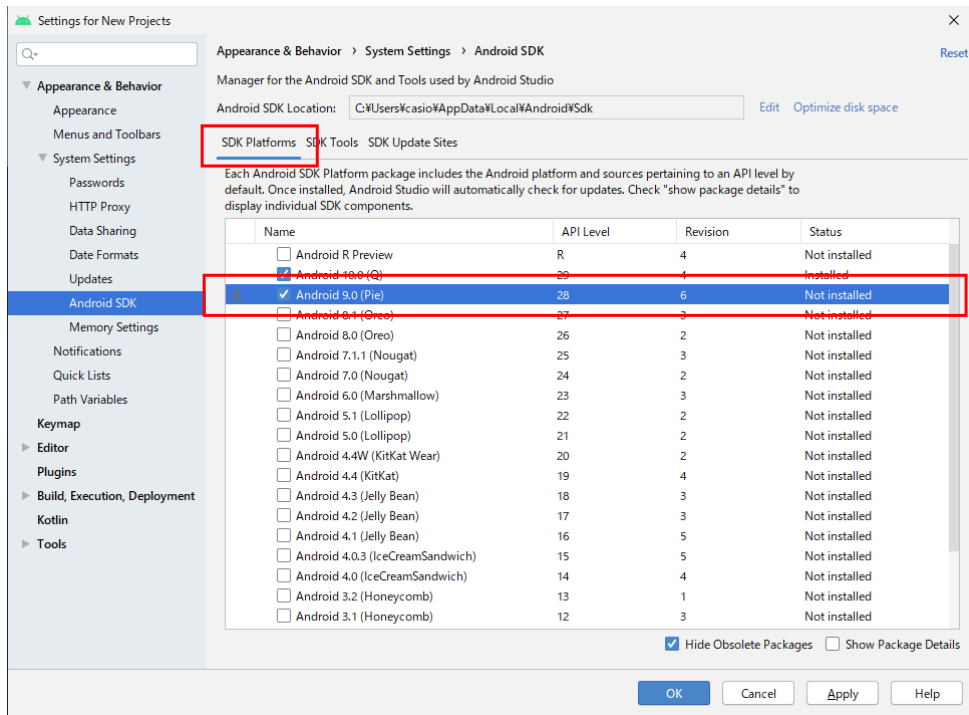 Settings for New Projects
Appearance & Behavior
Appearance
Menus and Toolbars
System Settings
Passwords
HTTP Proxy
Data Sharing
Date Formats
Updates
Android SDK
Memory Settings
Notifications
Quick Lists
Path Variables
Keymap
Editor
Plugins
Build, Execution, Deployment
Kotlin
Tools
Appearance & Behavior > System Settings > Android SDK
Reset
Manager for the Android SDK and Tools used by Android Studio
Android SDK Location: C:¥Users¥casio¥AppData¥Local¥Android¥Sdk Edit Optimize disk space
SDK Platforms SDK Tools SDK Update Sites
Each Android SDK Platform package includes the Android platform and sources pertaining to an API level by
default. Once installed, Android Studio will automatically check for updates. Check "show package details" to
display individual SDK components.
Name API Level Revision Status
Android R Preview R 4 Not installed
Android 10.0 (Q) 29 4 Installed
Android 9.0 (Pie) 28 6 Not installed
Android 8.1 (Oreo) 27 3 Not installed
Android 8.0 (Oreo) 26 2 Not installed
Android 7.1.1 (Nougat) 25 3 Not installed
Android 7.0 (Nougat) 24 2 Not installed
Android 6.0 (Marshmallow) 23 3 Not installed
Android 5.1 (Lollipop) 22 2 Not installed
Android 5.0 (Lollipop) 21 2 Not installed
Android 4.4W (KitKat Wear) 20 2 Not installed
Android 4.4 (KitKat) 19 4 Not installed
Android 4.3 (Jelly Bean) 18 3 Not installed
Android 4.2 (Jelly Bean) 17 3 Not installed
Android 4.1 (Jelly Bean) 16 5 Not installed
Android 4.0.3 (IceCreamSandwich) 15 5 Not installed
Android 4.0 (IceCreamSandwich) 14 4 Not installed
Android 3.2 (Honeycomb) 13 1 Not installed
Android 3.1 (Honeycomb) 12 3 Not installed
Hide Obsolete Packages Show Package Details
OK Cancel Apply Help